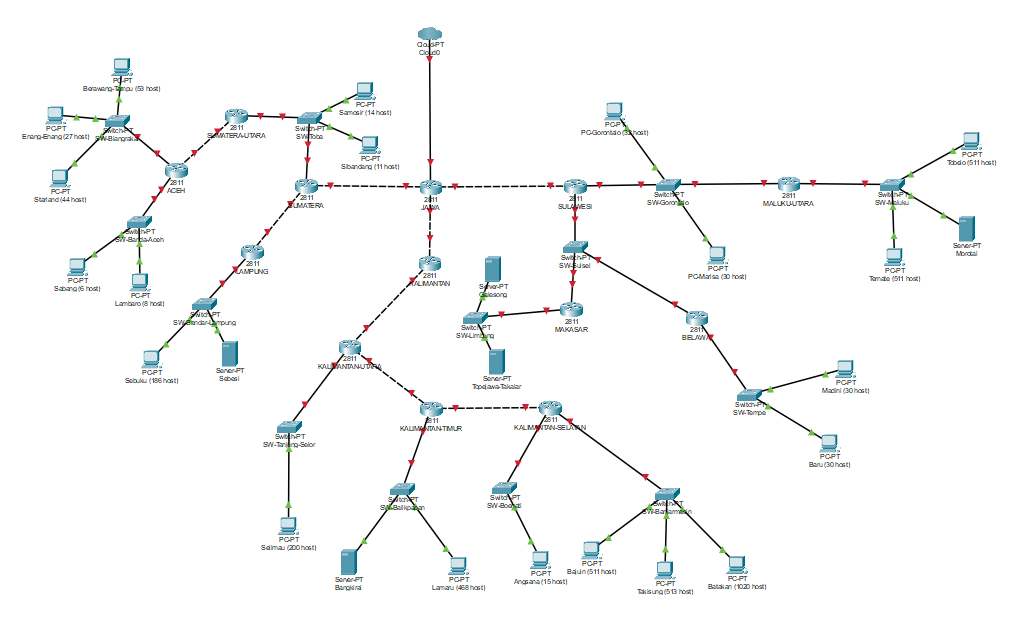 Cloud-PT
Cloud0
PC-PT
Berawang-Tampu (53 host)
PC-PT
Enang-Enang (27 host)
Switch-PT
PC-PT
Starland (44 host)
2811
ACEH
2811
SUMATERA-UTARA
Switch-PT
SW-Toba
PC-PT
Samosir (14 host)
PC-PT
Sibandang (11 host)
Switch-PT
SW-Banda-Aceh
PC-PT
Sabang (6 host)
PC-PT
Lambaro (8 host)
2811
SUMATERA
2811
JAWA
2811
SULAWESI
PC-PT
PC-Gorontalo
Switch-PT
SW-Gorontalo
2811
MALUKU-UTARA
Switch-PT
SW-Maluku
PC-PT
Tobelo (511 host)
Server-PT
Morotai
PC-PT
Ternate (511 host)
PC-PT
PC-Marisa (30 host)
2811
LAMPUNG
Switch-PT
SW-Bandar-Lampung
PC-PT
Sebuku (186 host)
Server-PT
Sebesi
2811
KALIMANTAN
Switch-PT
SW-Sulsel
Server-PT
Galesong
Switch-PT
SW-Limbung
2811
MAKASAR
Server-PT
Topejawa-Takalar
2811
BELAWA
Switch-PT
SW-Tempe
PC-PT
PC-PT
Baru (30 host)
2811
KALIMANTAN-UTARA
2811
KALIMANTAN-TIMUR
2811
KALIMANTAN-SELATAN
Switch-PT
SW-Tanjung-Selor
PC-PT
Selimau (200 host)
Switch-PT
SW-Balikpapan
Server-PT
Bangkirai
PC-PT
Lamaru (468 host)
Switch-PT
PC-PT
Angsana (15 host)
Switch-PT
SW-Banjarmasin
PC-PT
Bajuin (511 host)
PC-PT
Takisung (513 host)
PC-PT
Batakan (1020 host)